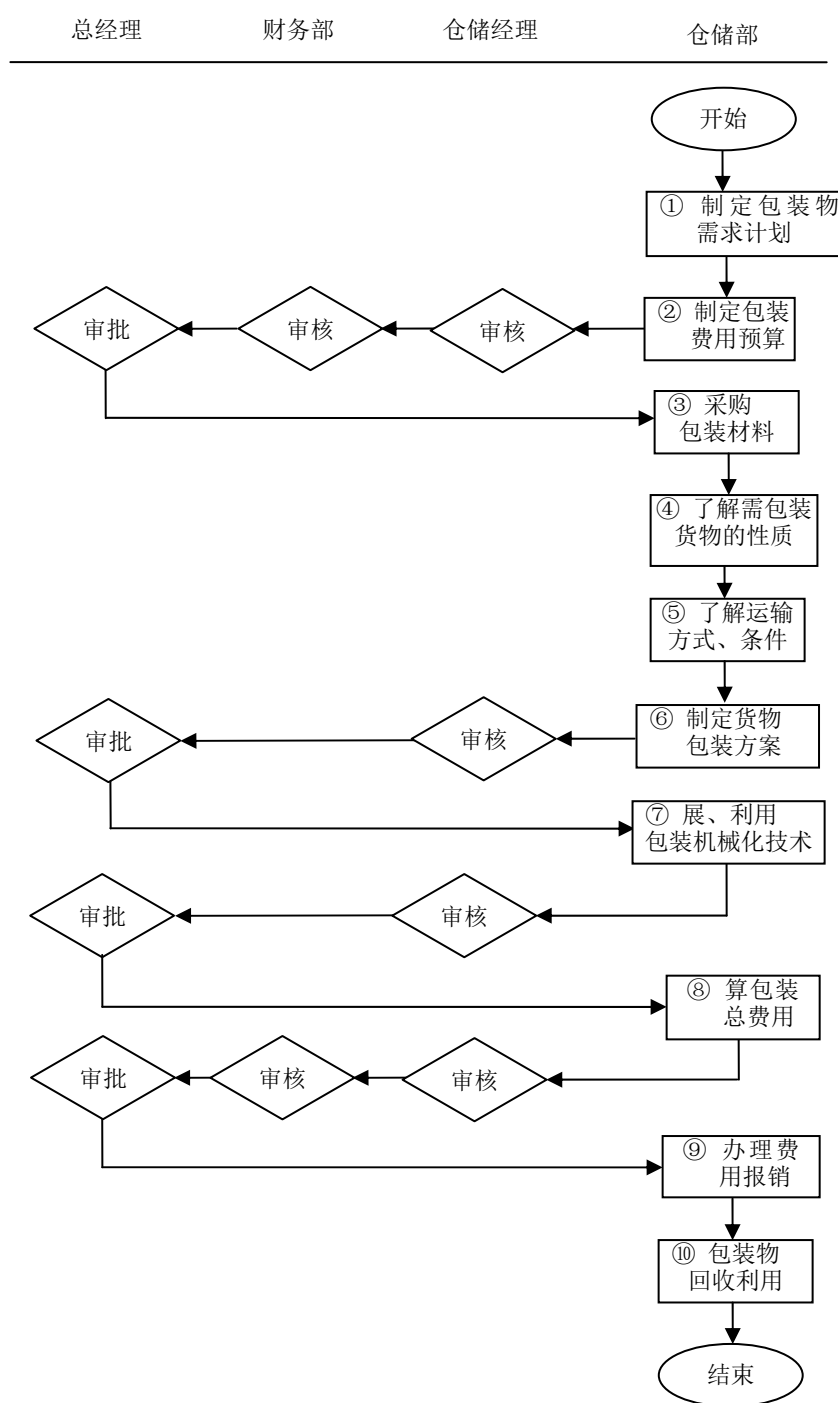 总经理 财务部 仓储经理 仓储部
开始
① 制定包装物
需求计划
审批 审核 审核 ② 制定包装
费用预算
③ 采购
包装材料
④ 了解需包装
货物的性质
⑤ 了解运输
方式、条件
审批 审核 ⑥ 制定货物
包装方案
⑦ 展、利用
包装机械化技术
审批 审核
⑧ 算包装
总费用
审批 审核 审核
⑨ 办理费
用报销
⑩ 包装物
回收利用
结束